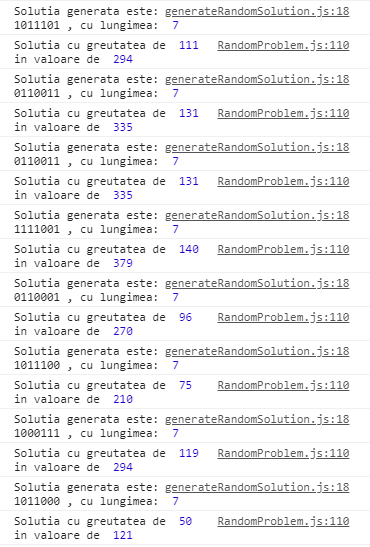 Solutia generata este: generateRandomSolution.js:18
1011101 , cu lungimea: 7
Solutia cu greutatea de 111 RandomProblem.js:110
in valoare de 294
Solutia generata este: generateRandomSolution.js:18
0110011 , cu lungimea: 7
Solutia cu greutatea de 131 RandomProblem.js:110
in valoare de 335
Solutia generata este: generateRandomSolution.js:18
0110011 , cu lungimea: 7
Solutia cu greutatea de 131 RandomProblem.js:110
in valoare de 335
Solutia generata este: generateRandomSolution.js:18
1111001 , cu lungimea: 7
Solutia cu greutatea de 140 RandomProblem.js:110
in valoare de 379
Solutia generata este: generateRandomSolution.js:18
0110001 , cu lungimea: 7
Solutia cu greutatea de 96 RandomProblem.js:110
in valoare de 270
Solutia generata este: generateRandomSolution.js:18
1011100 , cu lungimea: 7
Solutia cu greutatea de 75 RandomProblem.js:110
in valoare de 210
Solutia generata este: generateRandomSolution.js:18
1000111 , cu lungimea: 7
Solutia cu greutatea de 119 RandomProblem.js:110
in valoare de 294
Solutia generata este: generateRandomSolution.js:18
1011000 , cu lungimea: 7
Solutia cu greutatea de 50 RandomProblem.js:110
in valoare de 121